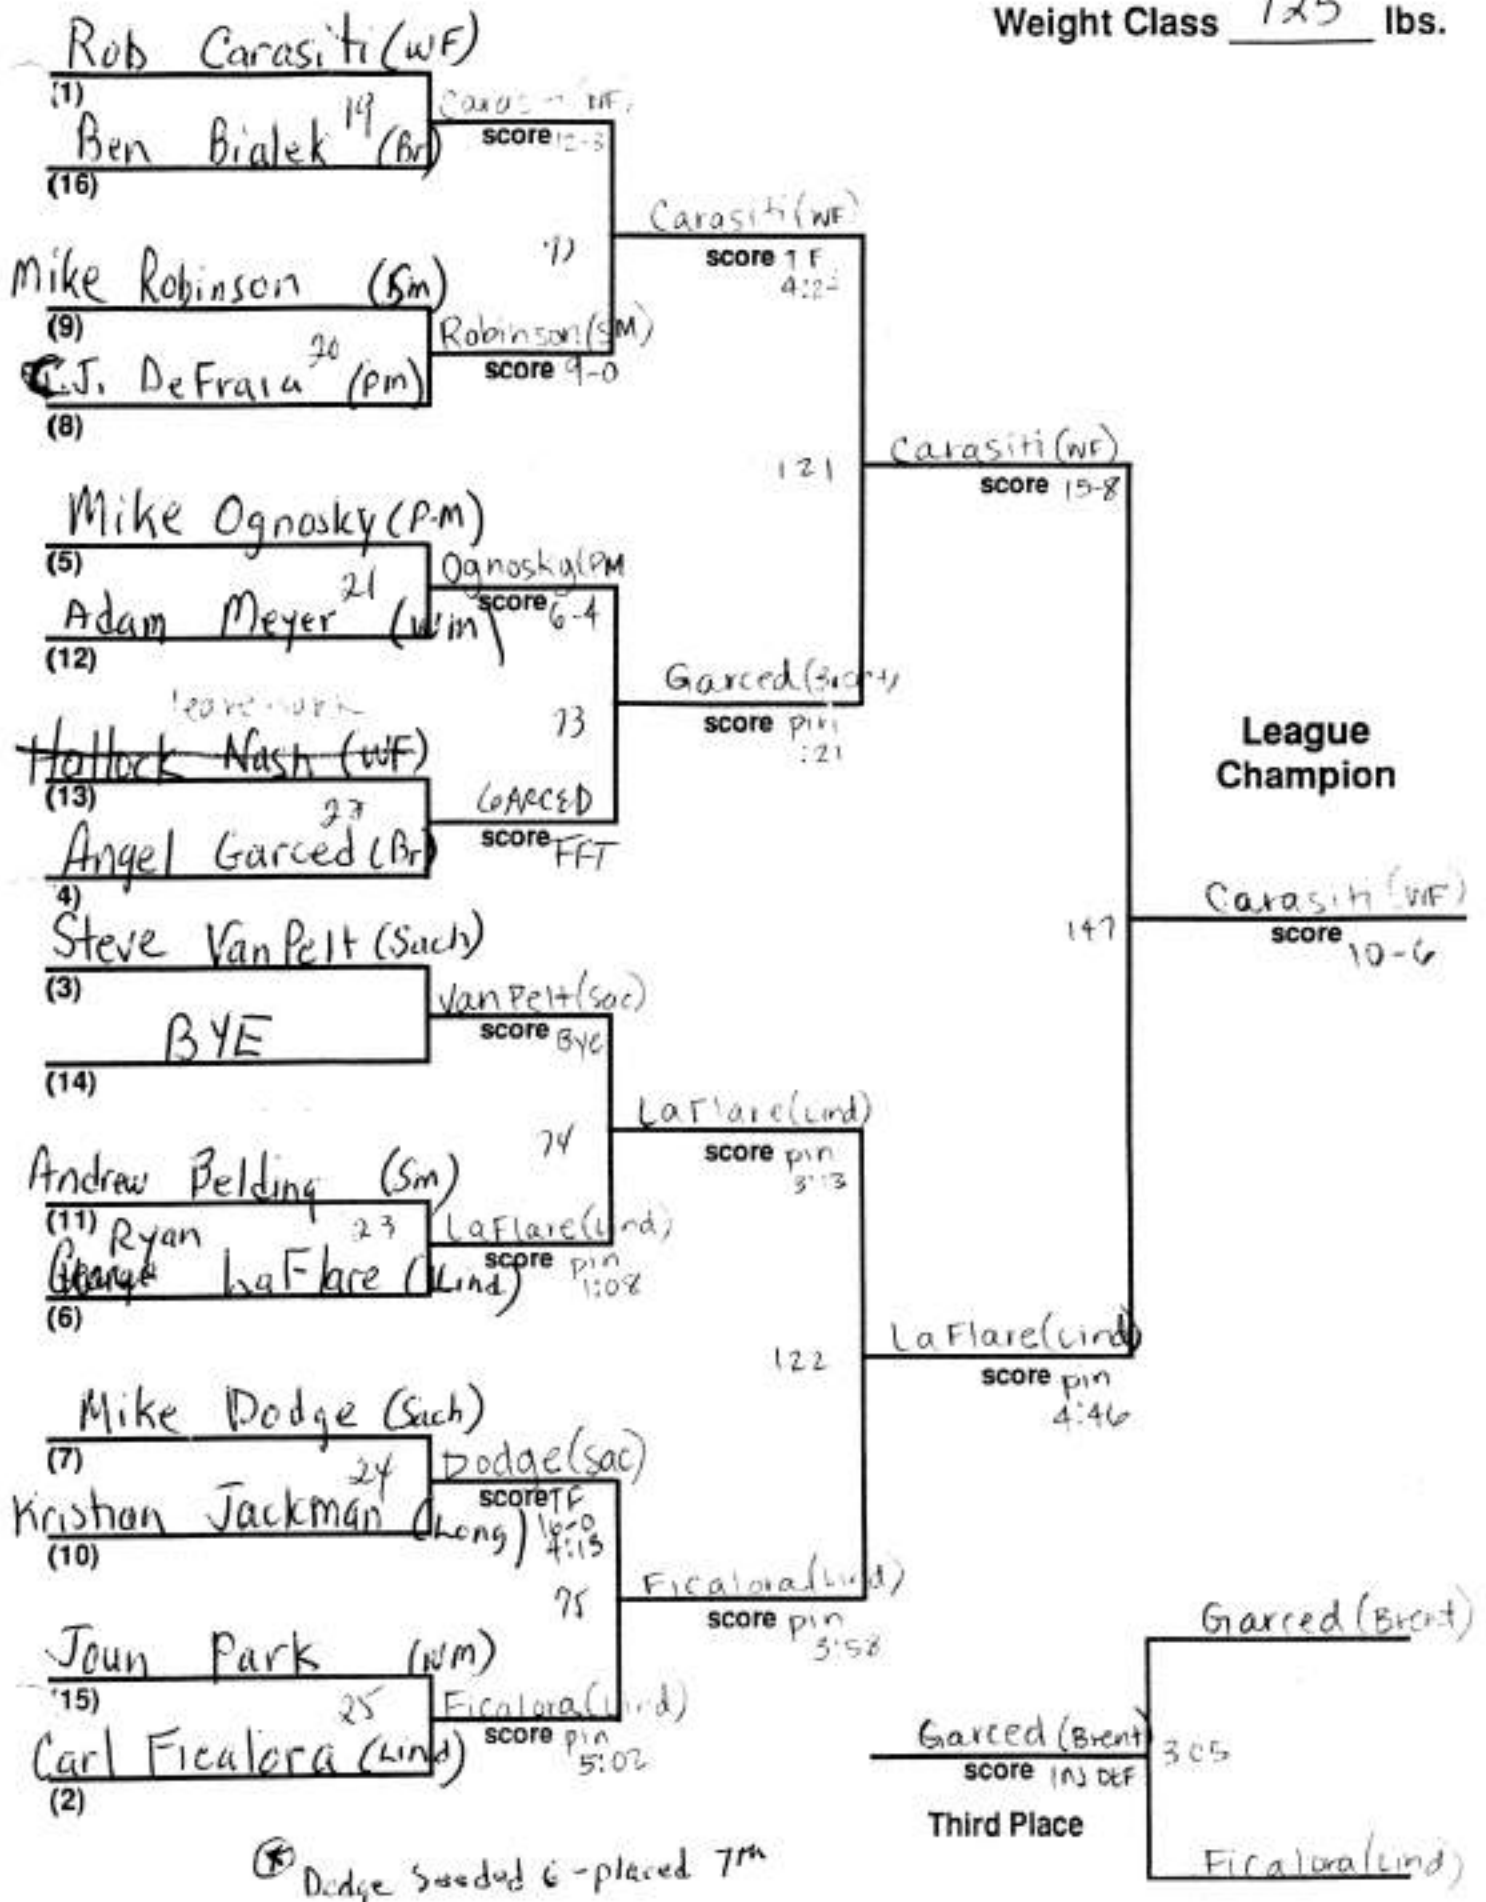 Weight Class 125 lbs.
Rob Carasiti (WF)
(1)
19
Ben Bialek (Br)
(16)
score 12-3
Mike Robinson (Sm)
(9)
20
C.J. DeFraia (Pm)
(8)
Robinson (SM)
score 9-0
Carasiti (WF)
score TF
Mike Ognosky (P-M)
(5)
21
Adam Meyer (Wm)
(12)
Ognosky (PM
score 6-4
Hallock Nash (WF)
(13)
Angel Garced (Br)
4)
GARCED
score FFT
73
Garced (Brent)
score pin
:21
121
Carasiti (WF)
score 15-8
Steve VanPelt (Sach)
(3)
BYE
(14)
VanPelt (Sac)
score Bye
Andrew Belding (Sm)
(11)
Ryan
23
LaFlare (Lind)
(6)
LaFlare (Lind)
score pin
1:08
74
LaFlare (Lind)
score pin
Mike Dodge (Sach)
(7)
24
Kristian Jackman (Long)
(10)
Dodge (Sac)
score TF
16-0
4:13
Joun Park (WM)
15)
25
Carl Ficalora (Lind)
(2)
Ficalora (Lind)
score pin
5:02
75
Ficalora (Lind)
score pin
3:58
122
LaFlare (Lind)
score pin
4:46
147
League
Champion
Carasiti (WF)
score 10-6
Garced (Brent)
305
Garced (Brent)
score INJ DEF
Third Place
Ficalora (Lind)
* Dodge Seeded 6 - placed 7th